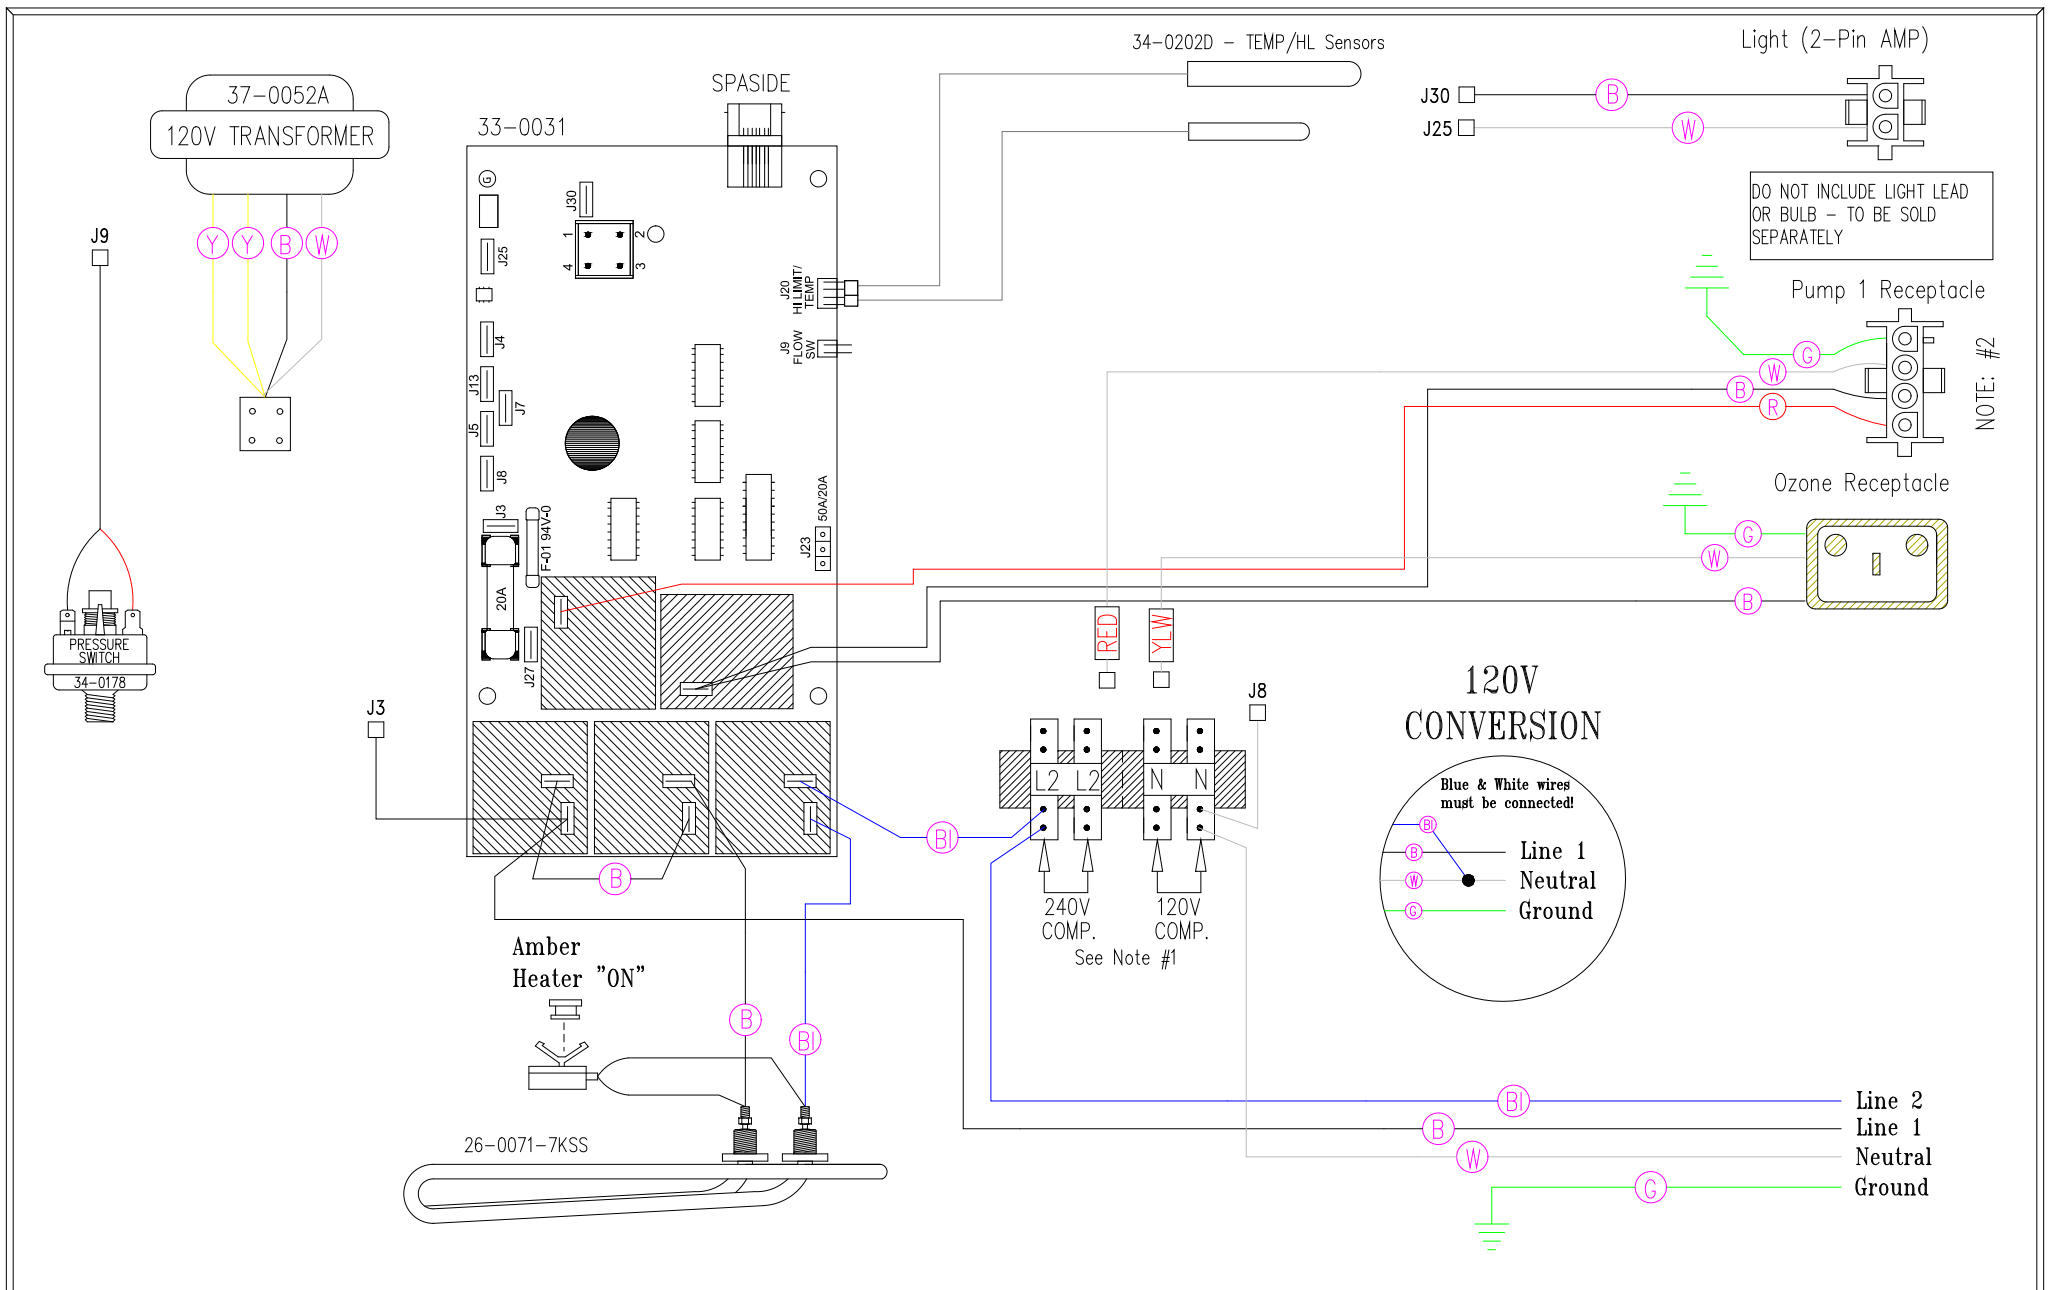 34-0202D - TEMP/HL Sensors
Light (2-Pin AMP)
37-0052A
120V TRANSFORMER
SPASIDE
33-0031
J30
B
J25
W
DO NOT INCLUDE LIGHT LEAD
OR BULB - TO BE SOLD
SEPARATELY
Y
Y
B
W
J9
G
J30
1
2
4
3
J25
J20
HI LIMIT/
TEMP
J9
FLOW
SW
J4
J13
J7
J5
J8
J3
F-01 94V-0
20A
J27
J23
50A/20A
Pump 1 Receptacle
G
W
B
R
NOTE: #2
Ozone Receptacle
G
W
B
PRESSURE
SWITCH
34-0178
J3
RED
YLW
J8
L2
L2
N
N
Bl
B
240V
COMP.
120V
COMP.
See Note #1
120V
CONVERSION
Blue & White wires
must be connected!
Bl
B
Line 1
W
Neutral
G
Ground
Amber
Heater "ON"
B
Bl
26-0071-7KSS
Bl
Line 2
B
Line 1
W
Neutral
G
Ground